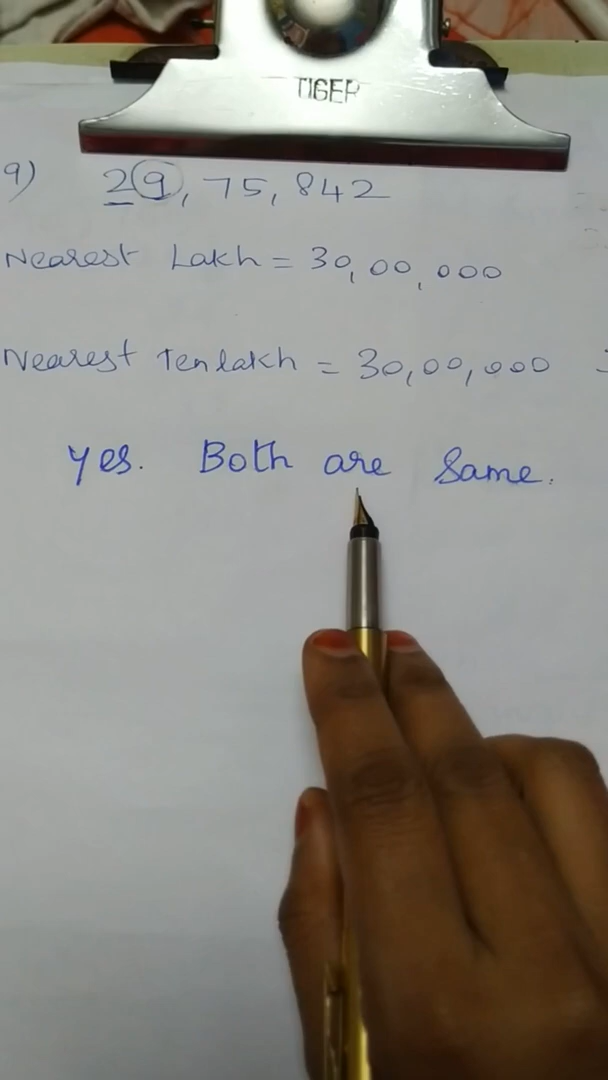 TIGER
9) 29,75,842
Nearest Lakh = 30,00,000
Nearest Ten lakh = 30,00,000
Yes. Both are Same.